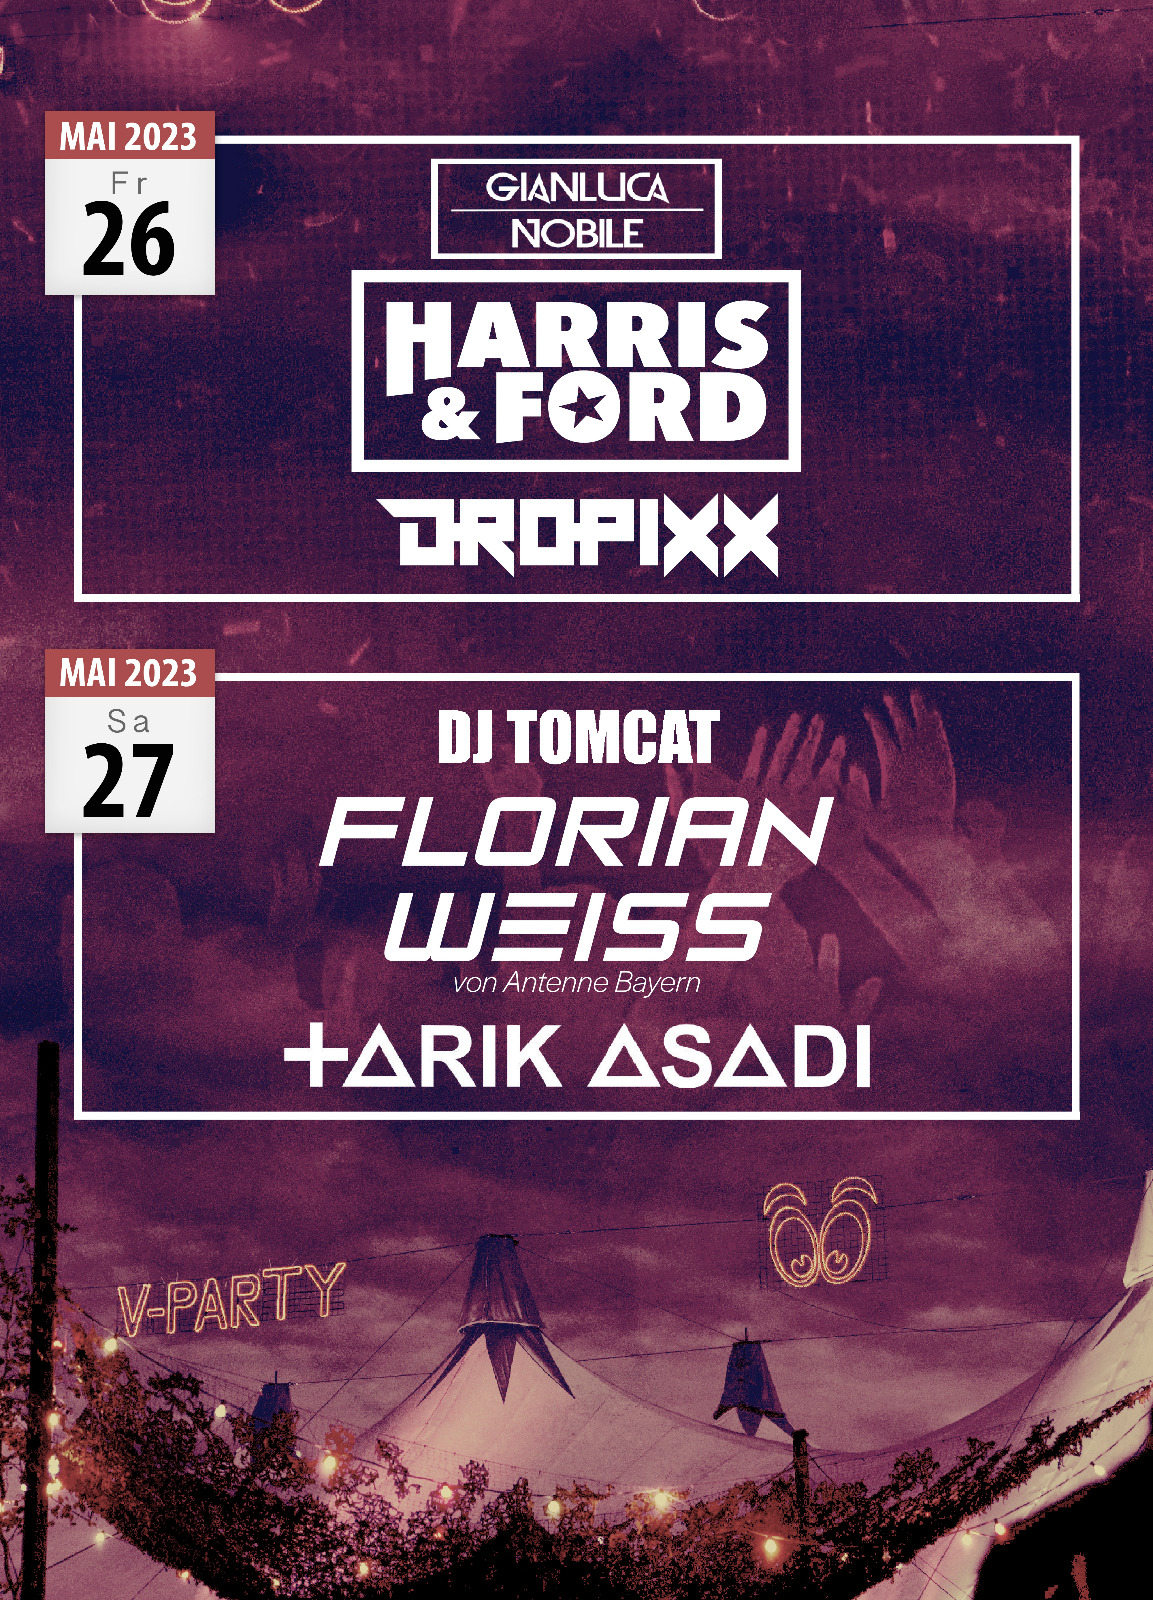 MAI 2023
Fr
26
GIANLUCA
NOBILE
HARRIS
& FORD
DROPIXX
MAI 2023
Sa
27
DJ TOMCAT
FLORIAN
WEISS
von Antenne Bayern
TARIK ASADI
V-PARTY